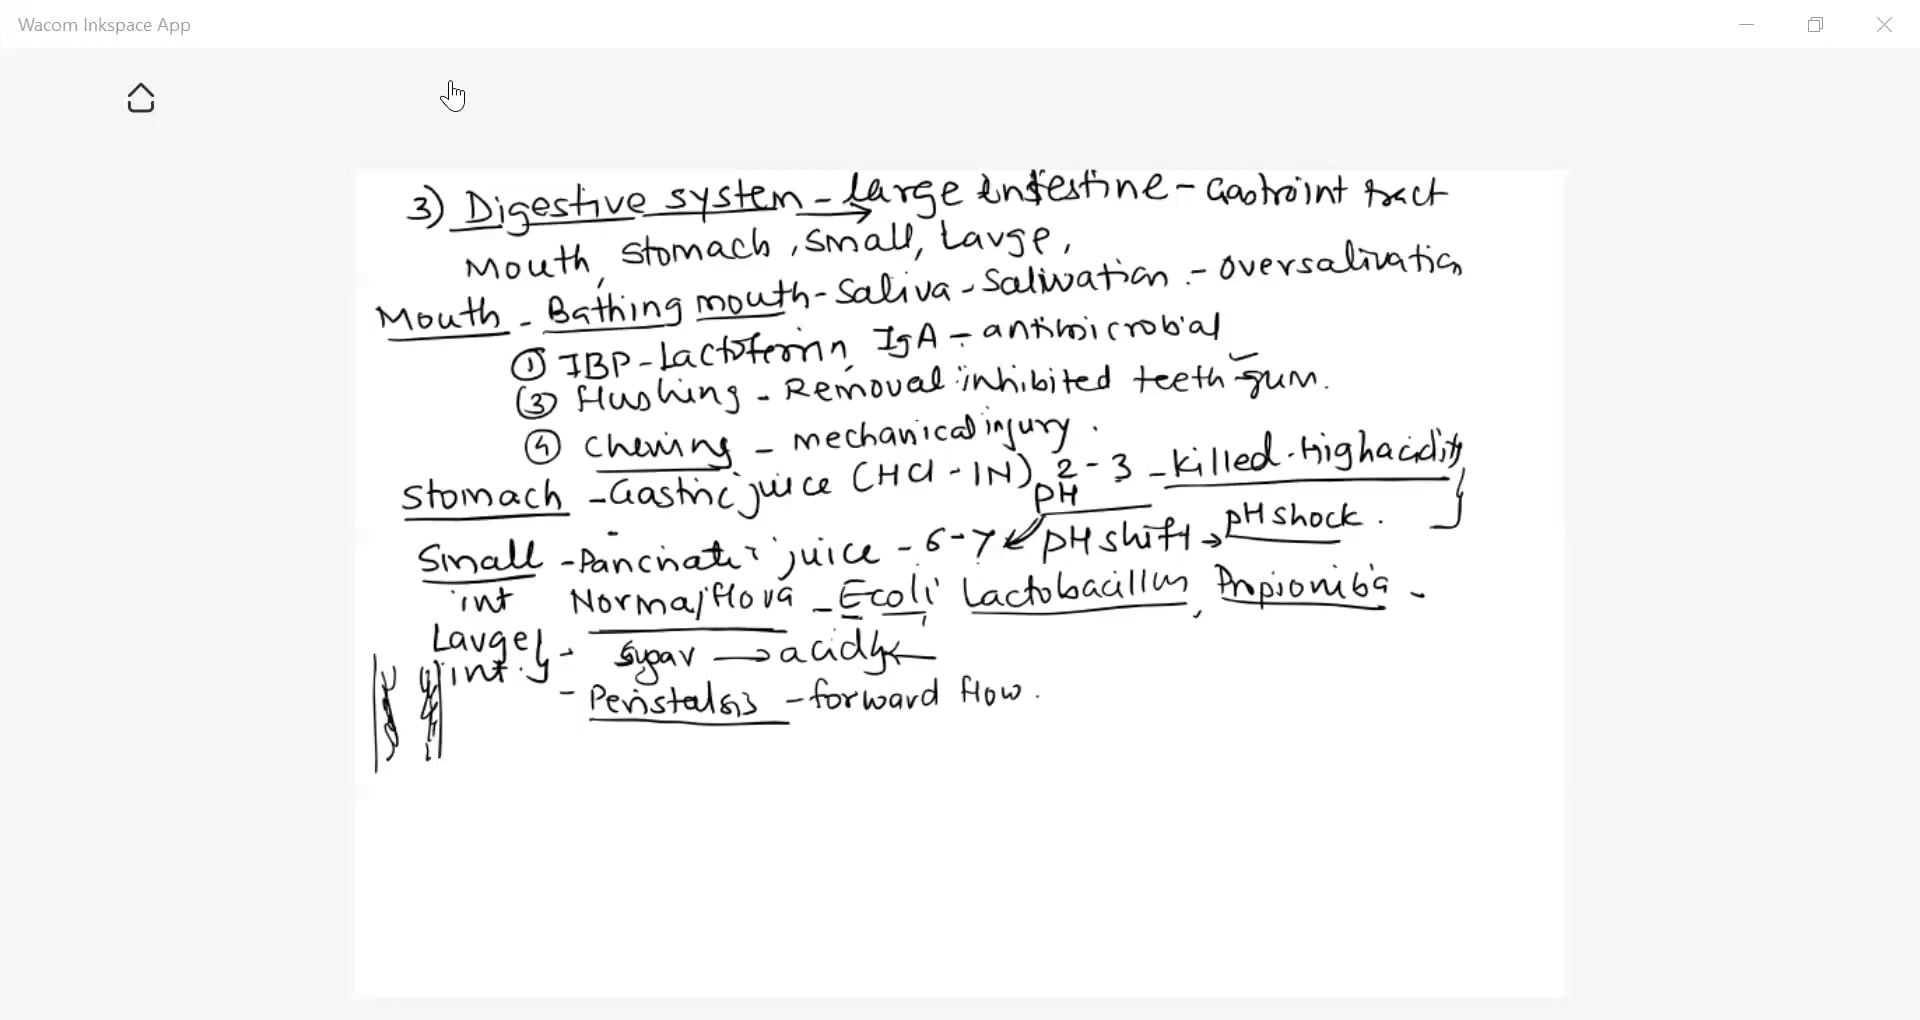 Wacom Inkspace App
3) Digestive system - large intestine - Gastroint tract
Mouth, stomach, small, Large,
Mouth - Bathing mouth - saliva - salivation - oversalivation
① IBP - Lactoferrin, IgA - antimicrobial
③ Flushing - Removal inhibited teeth - gum.
④ Chewing - mechanical injury.
Stomach - Gastric juice (HCl - 1N) 2-3 - killed. High acidity
pH
Small - Pancriatic juice - 6-7 pH shift → pH shock.
int Normal flora - Ecoli Lactobacillus, Propioniba.
Large - sugar → acidy
int. - Peristalsis - forward flow.